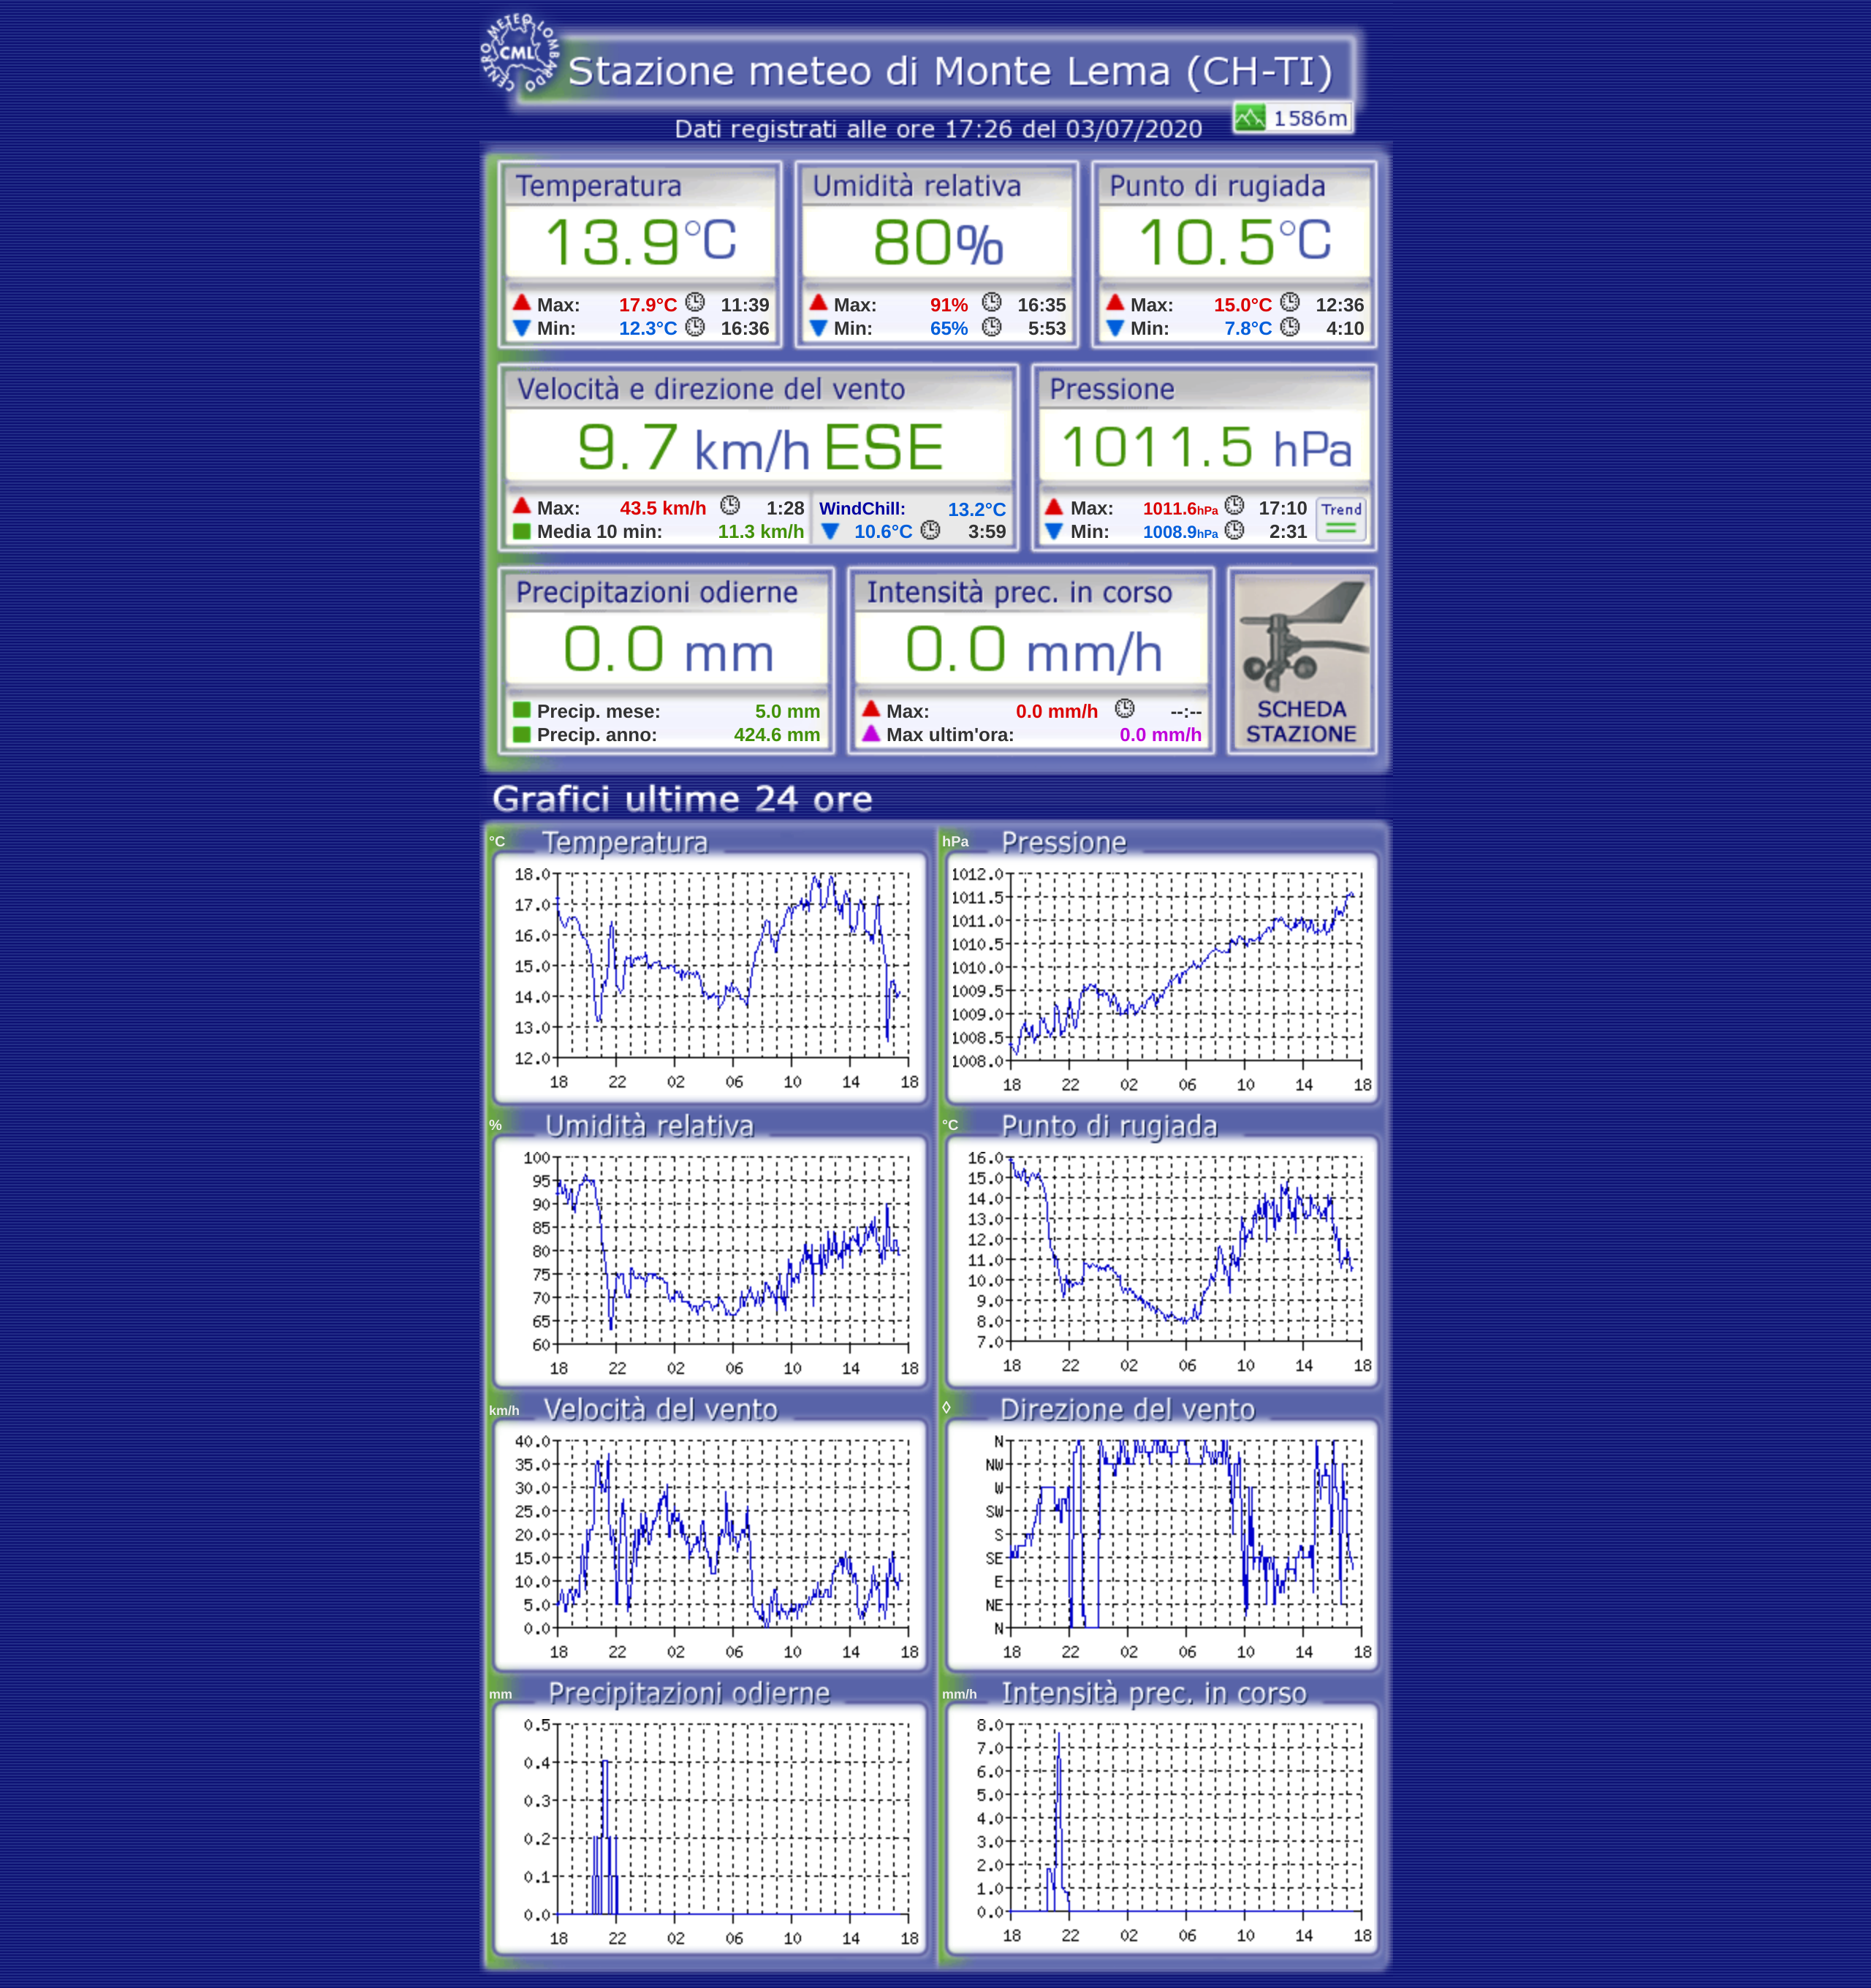 CENTRO METEO LOMBARDO
CML
Stazione meteo di Monte Lema (CH-TI)
1586m
Dati registrati alle ore 17:26 del 03/07/2020
Temperatura
13.9°C
Max: 17.9°C 11:39
Min: 12.3°C 16:36
Umidità relativa
80%
Max: 91% 16:35
Min: 65% 5:53
Punto di rugiada
10.5°C
Max: 15.0°C 12:36
Min: 7.8°C 4:10
Velocità e direzione del vento
9.7 km/h ESE
Max: 43.5 km/h 1:28
Media 10 min: 11.3 km/h
WindChill: 13.2°C
10.6°C 3:59
Pressione
1011.5 hPa
Max: 1011.6hPa 17:10
Min: 1008.9hPa 2:31
Trend
Precipitazioni odierne
0.0 mm
Precip. mese: 5.0 mm
Precip. anno: 424.6 mm
Intensità prec. in corso
0.0 mm/h
Max: 0.0 mm/h --:--
Max ultim'ora: 0.0 mm/h
SCHEDA
STAZIONE
Grafici ultime 24 ore
°C Temperatura
18.0
17.0
16.0
15.0
14.0
13.0
12.0
18 22 02 06 10 14 18
hPa Pressione
1012.0
1011.5
1011.0
1010.5
1010.0
1009.5
1009.0
1008.5
1008.0
18 22 02 06 10 14 18
% Umidità relativa
100
95
90
85
80
75
70
65
60
18 22 02 06 10 14 18
°C Punto di rugiada
16.0
15.0
14.0
13.0
12.0
11.0
10.0
9.0
8.0
7.0
18 22 02 06 10 14 18
km/h Velocità del vento
40.0
35.0
30.0
25.0
20.0
15.0
10.0
5.0
0.0
18 22 02 06 10 14 18
◊ Direzione del vento
N
NW
W
SW
S
SE
E
NE
N
18 22 02 06 10 14 18
mm Precipitazioni odierne
0.5
0.4
0.3
0.2
0.1
0.0
18 22 02 06 10 14 18
mm/h Intensità prec. in corso
8.0
7.0
6.0
5.0
4.0
3.0
2.0
1.0
0.0
18 22 02 06 10 14 18